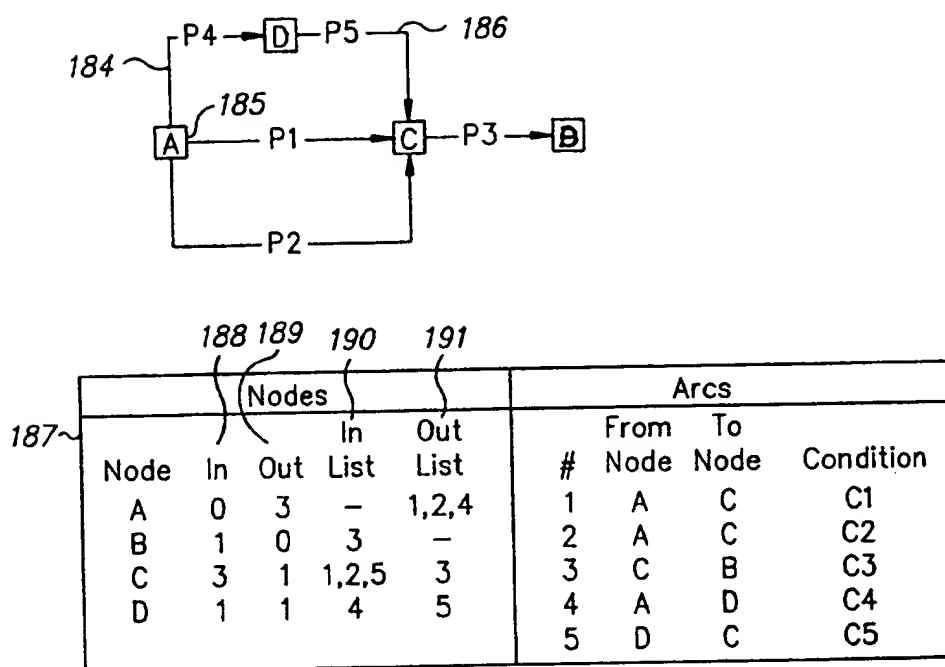 P4 D P5 186
184
185
A P1 C P3 B
P2
188 189 190 191
Nodes Arcs
187 In Out From To
Node In Out List List # Node Node Condition
A 0 3 – 1,2,4 1 A C C1
B 1 0 3 – 2 A C C2
C 3 1 1,2,5 3 3 C B C3
D 1 1 4 5 4 A D C4
5 D C C5